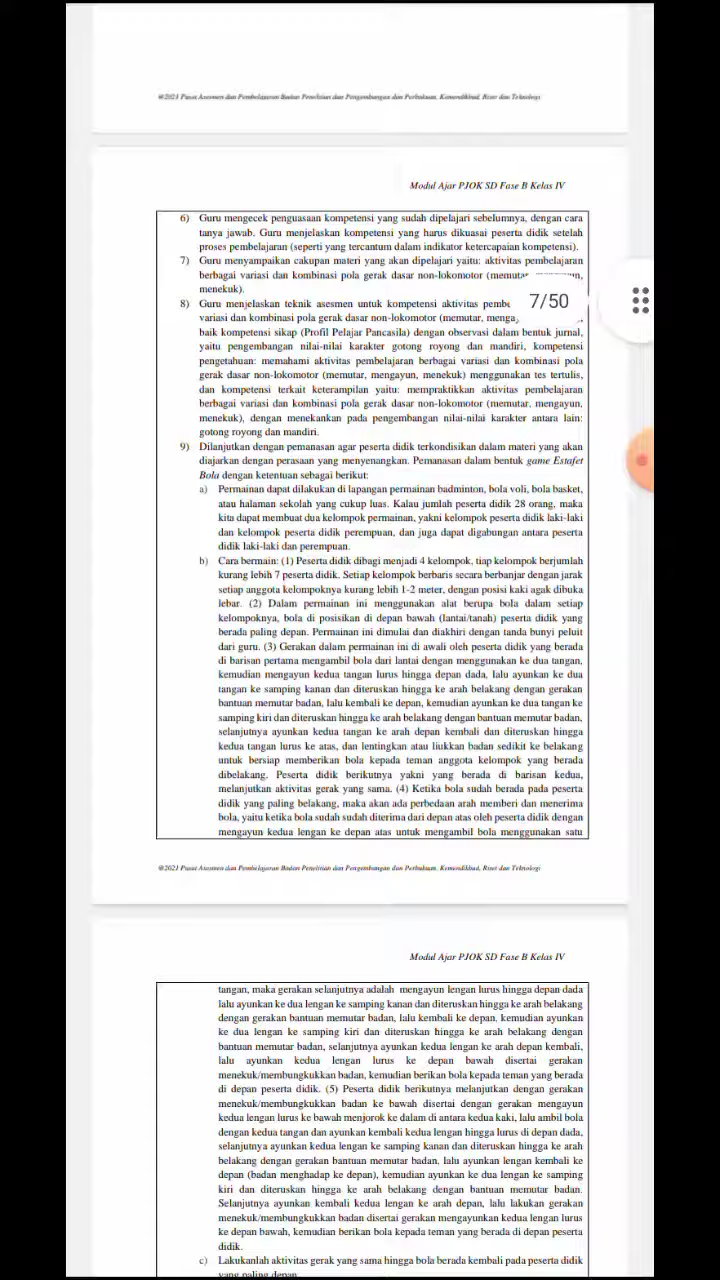 ©2021 Pusat Asesmen dan Pembelajaran Badan Penelitian dan Pengembangan dan Perbukuan, Kemendikbud, Riset dan Teknologi
Modul Ajar PJOK SD Fase B Kelas IV
6) Guru mengecek penguasaan kompetensi yang sudah dipelajari sebelumnya, dengan cara
tanya jawab. Guru menjelaskan kompetensi yang harus dikuasai peserta didik setelah
proses pembelajaran (seperti yang tercantum dalam indikator ketercapaian kompetensi).
7) Guru menyampaikan cakupan materi yang akan dipelajari yaitu: aktivitas pembelajaran
berbagai variasi dan kombinasi pola gerak dasar non-lokomotor (memutar
menekuk).
8) Guru menjelaskan teknik asesmen untuk kompetensi aktivitas pembe
7/50
variasi dan kombinasi pola gerak dasar non-lokomotor (memutar, menga
baik kompetensi sikap (Profil Pelajar Pancasila) dengan observasi dalam bentuk jurnal,
yaitu pengembangan nilai-nilai karakter gotong royong dan mandiri, kompetensi
pengetahuan: memahami aktivitas pembelajaran berbagai variasi dan kombinasi pola
gerak dasar non-lokomotor (memutar, mengayun, menekuk) menggunakan tes tertulis,
dan kompetensi terkait keterampilan yaitu: mempraktikkan aktivitas pembelajaran
berbagai variasi dan kombinasi pola gerak dasar non-lokomotor (memutar, mengayun,
menekuk), dengan menekankan pada pengembangan nilai-nilai karakter antara lain:
gotong royong dan mandiri.
9) Dilanjutkan dengan pemanasan agar peserta didik terkondisikan dalam materi yang akan
diajarkan dengan perasaan yang menyenangkan. Pemanasan dalam bentuk game Estafet
Bola dengan ketentuan sebagai berikut:
a) Permainan dapat dilakukan di lapangan permainan badminton, bola voli, bola basket,
atau halaman sekolah yang cukup luas. Kalau jumlah peserta didik 28 orang, maka
kita dapat membuat dua kelompok permainan, yakni kelompok peserta didik laki-laki
dan kelompok peserta didik perempuan, dan juga dapat digabungan antara peserta
didik laki-laki dan perempuan.
b) Cara bermain: (1) Peserta didik dibagi menjadi 4 kelompok, tiap kelompok berjumlah
kurang lebih 7 peserta didik. Setiap kelompok berbaris secara berbanjar dengan jarak
setiap anggota kelompoknya kurang lebih 1-2 meter, dengan posisi kaki agak dibuka
lebar. (2) Dalam permainan ini menggunakan alat berupa bola dalam setiap
kelompoknya, bola di posisikan di depan bawah (lantai/tanah) peserta didik yang
berada paling depan. Permainan ini dimulai dan diakhiri dengan tanda bunyi peluit
dari guru. (3) Gerakan dalam permainan ini di awali oleh peserta didik yang berada
di barisan pertama mengambil bola dari lantai dengan menggunakan ke dua tangan,
kemudian mengayun kedua tangan lurus hingga depan dada, lalu ayunkan ke dua
tangan ke samping kanan dan diteruskan hingga ke arah belakang dengan gerakan
bantuan memutar badan, lalu kembali ke depan, kemudian ayunkan ke dua tangan ke
samping kiri dan diteruskan hingga ke arah belakang dengan bantuan memutar badan,
selanjutnya ayunkan kedua tangan ke arah depan kembali dan diteruskan hingga
kedua tangan lurus ke atas, dan lentingkan atau liukkan badan sedikit ke belakang
untuk bersiap memberikan bola kepada teman anggota kelompok yang berada
dibelakang. Peserta didik berikutnya yakni yang berada di barisan kedua,
melanjutkan aktivitas gerak yang sama. (4) Ketika bola sudah berada pada peserta
didik yang paling belakang, maka akan ada perbedaan arah memberi dan menerima
bola, yaitu ketika bola sudah sudah diterima dari depan atas oleh peserta didik dengan
mengayun kedua lengan ke depan atas untuk mengambil bola menggunakan satu
©2021 Pusat Asesmen dan Pembelajaran Badan Penelitian dan Pengembangan dan Perbukuan, Kemendikbud, Riset dan Teknologi
Modul Ajar PJOK SD Fase B Kelas IV
tangan, maka gerakan selanjutnya adalah mengayun lengan lurus hingga depan dada
lalu ayunkan ke dua lengan ke samping kanan dan diteruskan hingga ke arah belakang
dengan gerakan bantuan memutar badan, lalu kembali ke depan, kemudian ayunkan
ke dua lengan ke samping kiri dan diteruskan hingga ke arah belakang dengan
bantuan memutar badan, selanjutnya ayunkan kedua lengan ke arah depan kembali,
lalu ayunkan kedua lengan lurus ke depan bawah disertai gerakan
menekuk/membungkukkan badan, kemudian berikan bola kepada teman yang berada
di depan peserta didik. (5) Peserta didik berikutnya melanjutkan dengan gerakan
menekuk/membungkukkan badan ke bawah disertai dengan gerakan mengayun
kedua lengan lurus ke bawah menjorok ke dalam di antara kedua kaki, lalu ambil bola
dengan kedua tangan dan ayunkan kembali kedua lengan hingga lurus di depan dada,
selanjutnya ayunkan kedua lengan ke samping kanan dan diteruskan hingga ke arah
belakang dengan gerakan bantuan memutar badan, lalu ayunkan lengan kembali ke
depan (badan menghadap ke depan), kemudian ayunkan ke dua lengan ke samping
kiri dan diteruskan hingga ke arah belakang dengan bantuan memutar badan.
Selanjutnya ayunkan kembali kedua lengan ke arah depan, lalu lakukan gerakan
menekuk/membungkukkan badan disertai gerakan mengayunkan kedua lengan lurus
ke depan bawah, kemudian berikan bola kepada teman yang berada di depan peserta
didik.
c) Lakukanlah aktivitas gerak yang sama hingga bola berada kembali pada peserta didik
yang paling depan